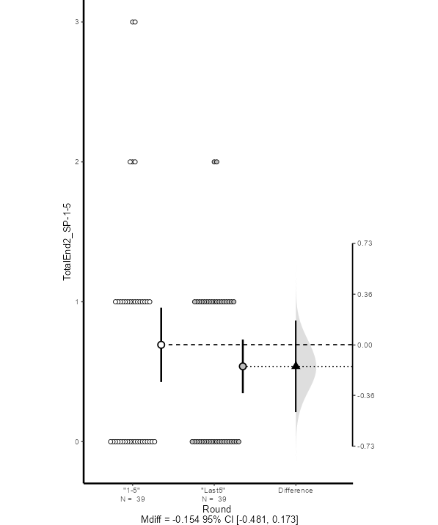 3
2
1
0
TotalEnd2_SP-1-5
0.73
0.36
0.00
-0.36
-0.73
"1-5" "Last5" Difference
N = 39 N = 39
Round
Mdiff = -0.154 95% CI [-0.481, 0.173]